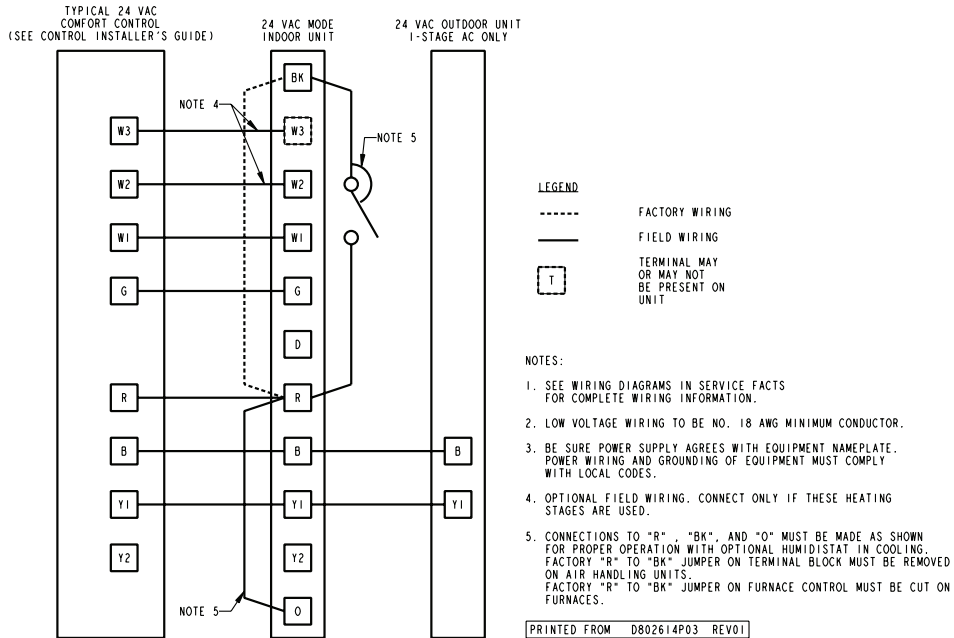 TYPICAL 24 VAC
COMFORT CONTROL
(SEE CONTROL INSTALLER'S GUIDE)
24 VAC MODE
INDOOR UNIT
24 VAC OUTDOOR UNIT
1-STAGE AC ONLY
BK
NOTE 4
W3
W3
NOTE 5
W2
W2
W1
W1
G
G
D
R
R
B
B
B
Y1
Y1
Y1
Y2
Y2
NOTE 5
O
LEGEND
FACTORY WIRING
FIELD WIRING
T
TERMINAL MAY
OR MAY NOT
BE PRESENT ON
UNIT
NOTES:
1. SEE WIRING DIAGRAMS IN SERVICE FACTS
FOR COMPLETE WIRING INFORMATION.
2. LOW VOLTAGE WIRING TO BE NO. 18 AWG MINIMUM CONDUCTOR.
3. BE SURE POWER SUPPLY AGREES WITH EQUIPMENT NAMEPLATE.
POWER WIRING AND GROUNDING OF EQUIPMENT MUST COMPLY
WITH LOCAL CODES.
4. OPTIONAL FIELD WIRING. CONNECT ONLY IF THESE HEATING
STAGES ARE USED.
5. CONNECTIONS TO "R" , "BK", AND "O" MUST BE MADE AS SHOWN
FOR PROPER OPERATION WITH OPTIONAL HUMIDISTAT IN COOLING.
FACTORY "R" TO "BK" JUMPER ON TERMINAL BLOCK MUST BE REMOVED
ON AIR HANDLING UNITS.
FACTORY "R" TO "BK" JUMPER ON FURNACE CONTROL MUST BE CUT ON
FURNACES.
PRINTED FROM D802614P03 REV01